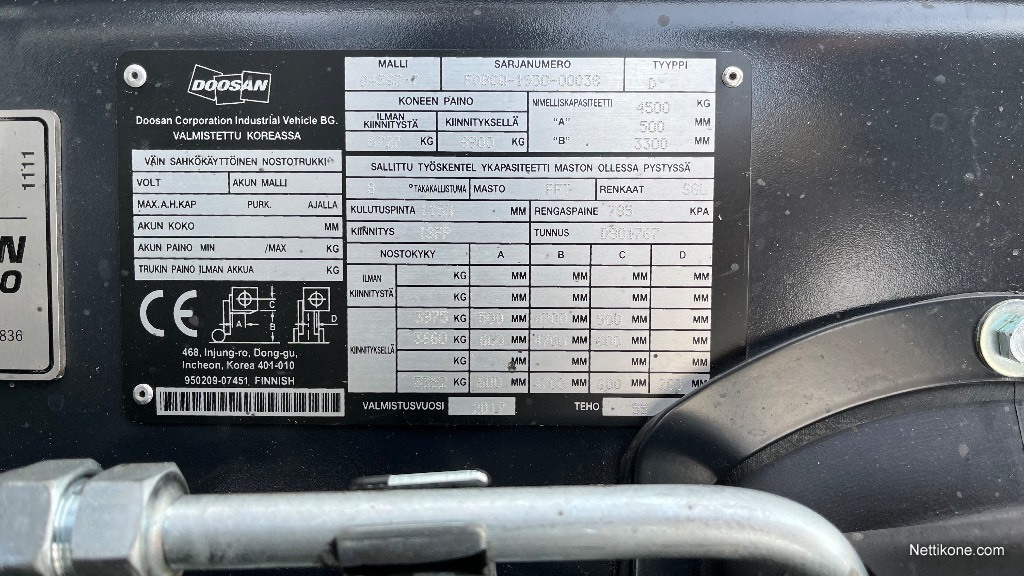 1111
N
0
836
DOOSAN
Doosan Corporation Industrial Vehicle BG.
VALMISTETTU KOREASSA
VAIN SAHKÖKÄYTTÖINEN NOSTOTRUKKI
VOLT AKUN MALLI
MAX.A.H.KAP PURK. AJALLA
AKUN KOKO MM
AKUN PAINO MIN /MAX KG
TRUKIN PAINO ILMAN AKKUA KG
CE
A B C D
468, Injung-ro, Dong-gu,
Incheon, Korea 401-010
950209-07451, FINNISH
MALLI SARJANUMERO TYYPPI
D
KONEEN PAINO
ILMAN KIINNITYSTÄ KIINNITYKSELLÄ
KG KG
NIMELLISKAPASITEETTI 4500 KG
"A" 500 MM
"B" 3300 MM
SALLITTU TYÖSKENTEL YKAPASITEETTI MASTON OLLESSA PYSTYSSÄ
° TAKAKALLISTUMA MASTO FFT RENKAAT SGL
KULUTUSPINTA MM RENGASPAINE KPA
KIINNITYS TUNNUS
NOSTOKYKY A B C D
ILMAN KIINNITYSTÄ
KG MM MM MM MM
KG MM MM MM MM
KIINNITYKSELLÄ
KG MM MM MM MM
KG MM MM MM MM
KG MM MM MM MM
KG MM MM MM MM
VALMISTUSVUOSI TEHO
Nettikone.com